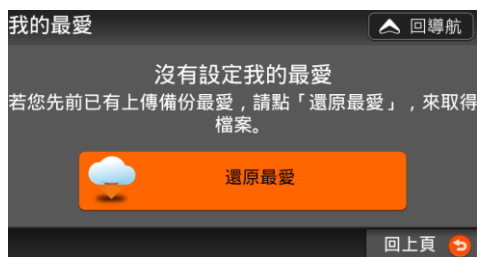 我的最愛
回導航
沒有設定我的最愛
若您先前已有上傳備份最愛，請點「還原最愛」，來取得
檔案。
還原最愛
回上頁